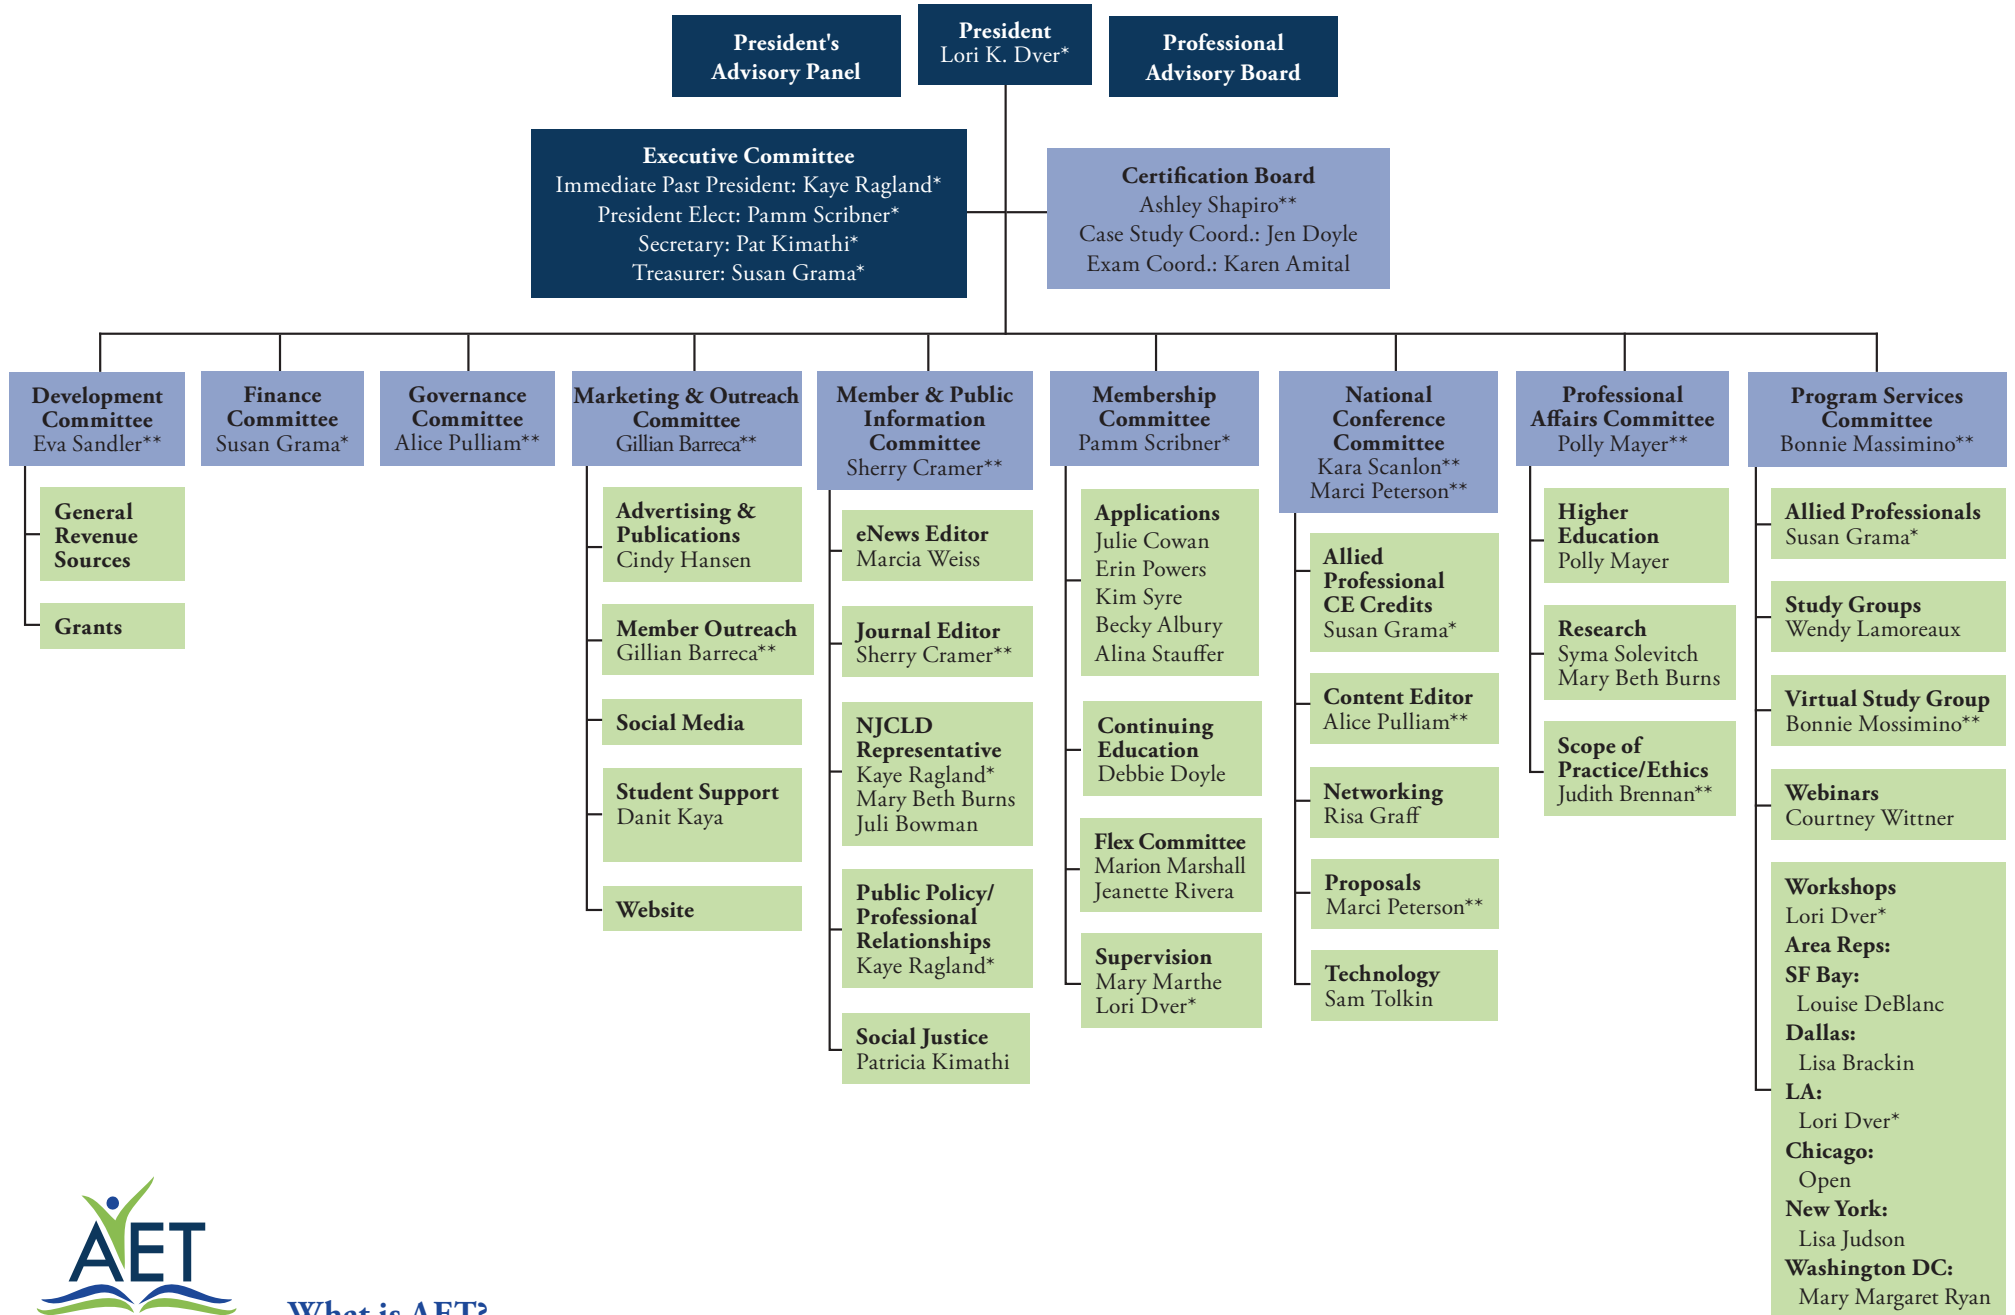 President's
Advisory Panel
President
Lori K. Dver*
Professional
Advisory Board
Executive Committee
Immediate Past President: Kaye Ragland*
President Elect: Pamm Scribner*
Secretary: Pat Kimathi*
Treasurer: Susan Grama*
Certification Board
Ashley Shapiro**
Case Study Coord.: Jen Doyle
Exam Coord.: Karen Amital
Development
Committee
Eva Sandler**
General
Revenue
Sources
Grants
Finance
Committee
Susan Grama*
Governance
Committee
Alice Pulliam**
Marketing & Outreach
Committee
Gillian Barreca**
Advertising &
Publications
Cindy Hansen
Member Outreach
Gillian Barreca**
Social Media
Student Support
Danit Kaya
Website
Member & Public
Information
Committee
Sherry Cramer**
eNews Editor
Marcia Weiss
Journal Editor
Sherry Cramer**
NJCLD
Representative
Kaye Ragland*
Mary Beth Burns
Juli Bowman
Public Policy/
Professional
Relationships
Kaye Ragland*
Social Justice
Patricia Kimathi
Membership
Committee
Pamm Scribner*
Applications
Julie Cowan
Erin Powers
Kim Syre
Becky Albury
Alina Stauffer
Continuing
Education
Debbie Doyle
Flex Committee
Marion Marshall
Jeanette Rivera
Supervision
Mary Marthe
Lori Dver*
National
Conference
Committee
Kara Scanlon**
Marci Peterson**
Allied
Professional
CE Credits
Susan Grama*
Content Editor
Alice Pulliam**
Networking
Risa Graff
Proposals
Marci Peterson**
Technology
Sam Tolkin
Professional
Affairs Committee
Polly Mayer**
Higher
Education
Polly Mayer
Research
Syma Solevitch
Mary Beth Burns
Scope of
Practice/Ethics
Judith Brennan**
Program Services
Committee
Bonnie Massimino**
Allied Professionals
Susan Grama*
Study Groups
Wendy Lamoreaux
Virtual Study Group
Bonnie Mossimino**
Webinars
Courtney Wittner
Workshops
Lori Dver*
Area Reps:
SF Bay:
Louise DeBlanc
Dallas:
Lisa Brackin
LA:
Lori Dver*
Chicago:
Open
New York:
Lisa Judson
Washington DC:
Mary Margaret Ryan
AET
What is AET?